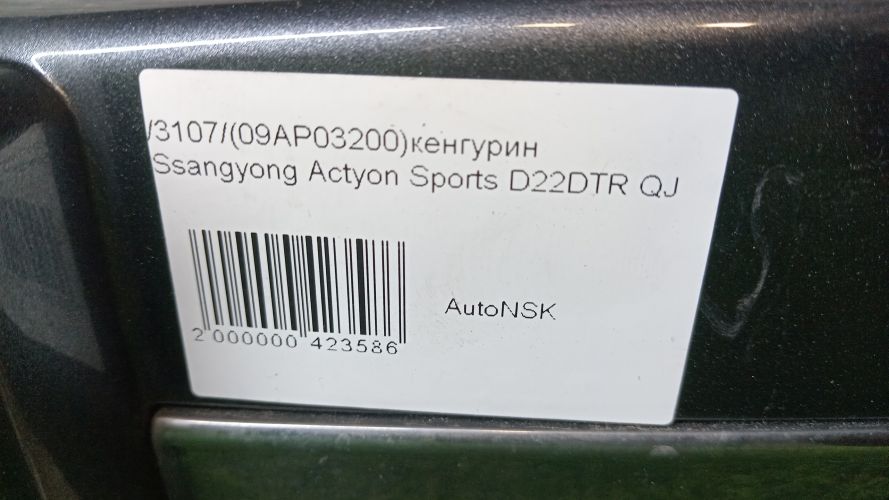 /3107/(09AP03200)кенгурин
Ssangyong Actyon Sports D22DTR QJ
AutoNSK
2 000000 423586